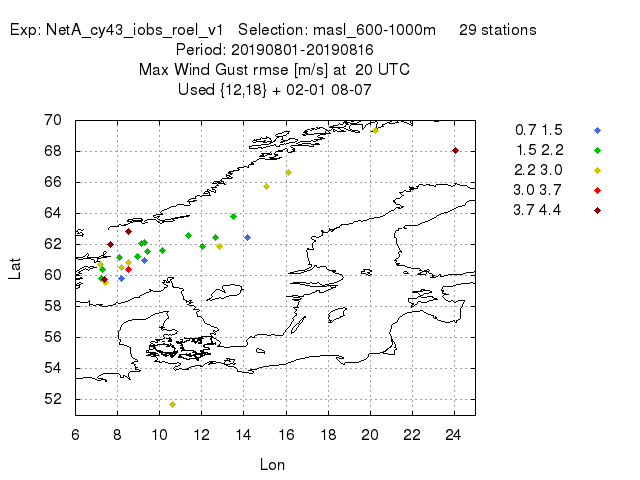 Exp: NetA_cy43_iobs_roel_v1 Selection: masl_600-1000m 29 stations
Period: 20190801-20190816
Max Wind Gust rmse [m/s] at 20 UTC
Used {12,18} + 02-01 08-07
70
68
66
64
62
60
58
56
54
52
Lat
6 8 10 12 14 16 18 20 22 24
Lon
0.7 1.5
1.5 2.2
2.2 3.0
3.0 3.7
3.7 4.4